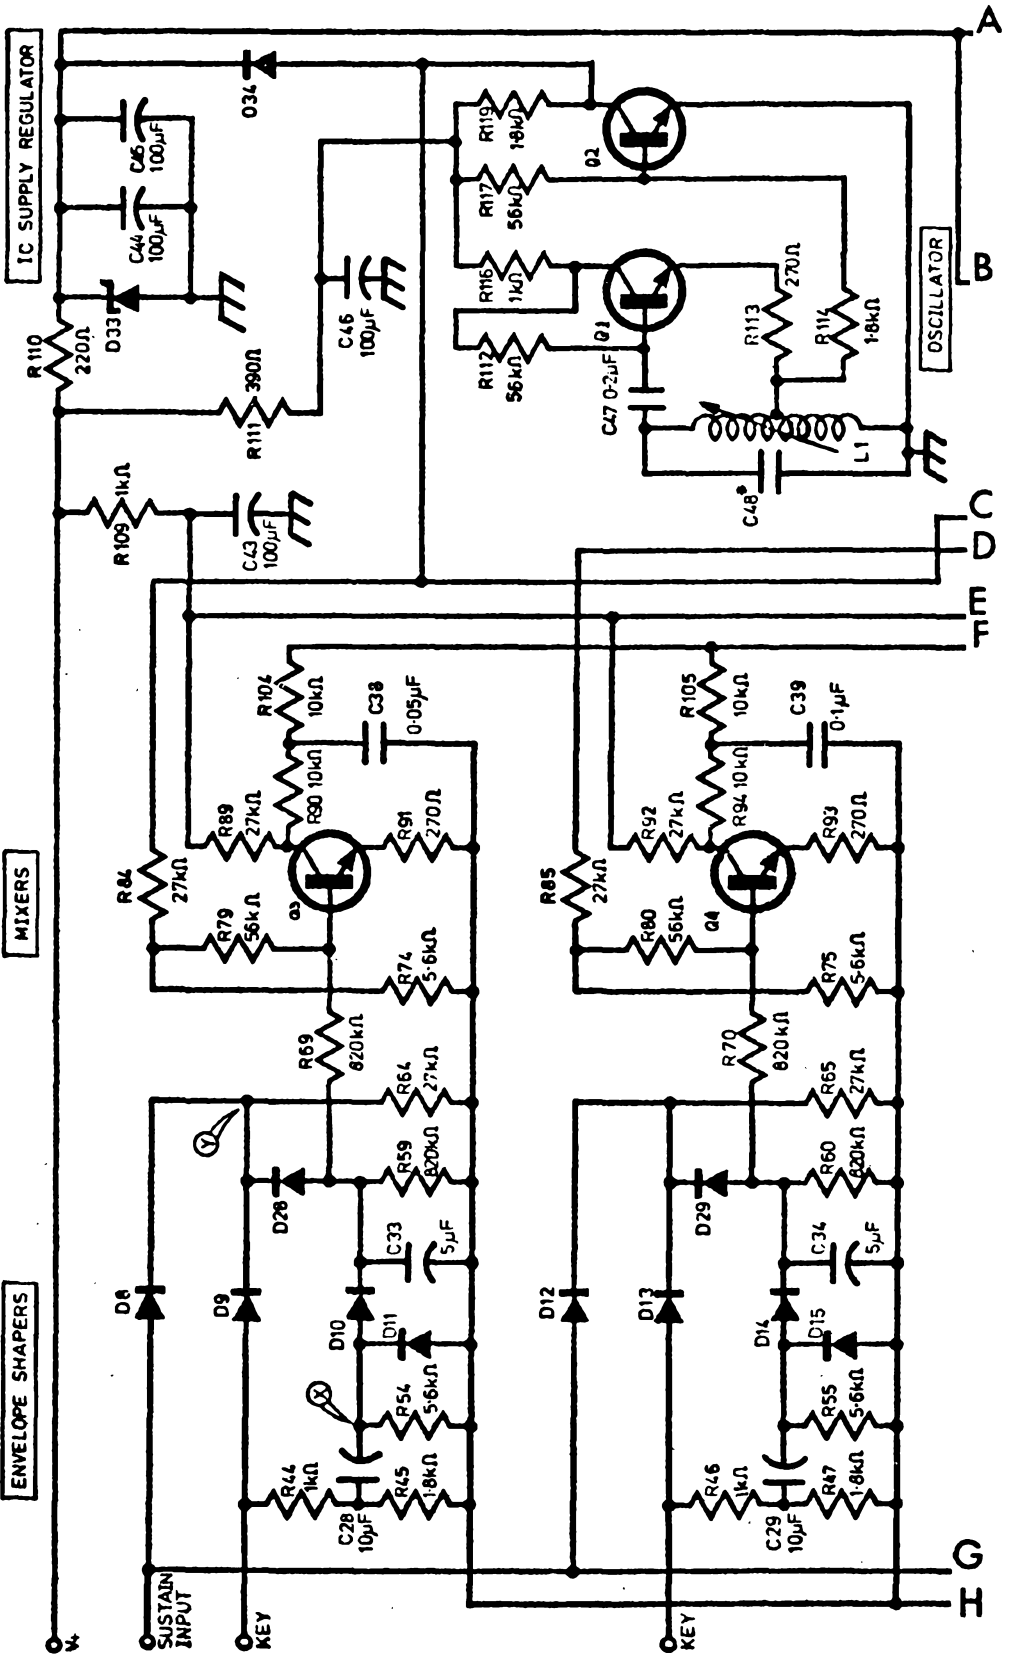 IC SUPPLY REGULATOR
MIXERS
ENVELOPE SHAPERS
OSCILLATOR
A
B
C
D
E
F
G
H
V+
SUSTAIN INPUT
KEY
KEY
R110
220Ω
D33
C44
100µF
C45
100µF
D34
R111
390Ω
C46
100µF
R109
1kΩ
C43
100µF
R119
1·8kΩ
R117
56kΩ
R116
1kΩ
R112
56kΩ
Q2
Q1
R113
270Ω
R114
1·8kΩ
C47 0·2µF
C48*
L1
R84
27kΩ
R79
56kΩ
R89
27kΩ
R90 10kΩ
R104
10kΩ
C38
0·05µF
R91
270Ω
Q3
R74
5·6kΩ
R69
820kΩ
R64
27kΩ
R59
820kΩ
Y
D28
C33
5µF
D8
D9
D10
D11
X
R54
5·6kΩ
R44
1kΩ
C28
10µF
R45
1·8kΩ
R85
27kΩ
R80
56kΩ
R92
27kΩ
R94 10kΩ
R105
10kΩ
C39
0·1µF
R93
270Ω
Q4
R75
5·6kΩ
R70
820kΩ
R65
27kΩ
R60
820kΩ
D29
C34
5µF
D12
D13
D14
D15
R55
5·6kΩ
R46
1kΩ
C29
10µF
R47
1·8kΩ